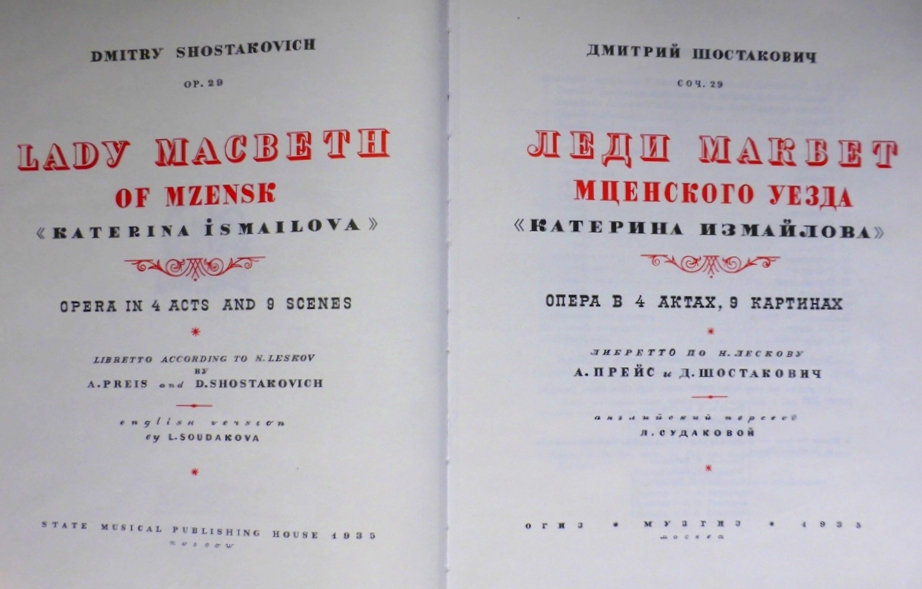 DMITRY SHOSTAKOVICH
OP. 29
LADY MACBETH
OF MZENSK
«KATERINA iSMAILOVA»
OPERA IN 4 ACTS AND 9 SCENES
*
LIBRETTO ACCORDING TO N. LESKOV
BY
A. PREIS and D. SHOSTAKOVICH
english version
by L. SOUDAKOVA
*
STATE MUSICAL PUBLISHING HOUSE 1935
moscow
ДМИТРИЙ ШОСТАКОВИЧ
СОЧ. 29
ЛЕДИ МАКБЕТ
МЦЕНСКОГО УЕЗДА
«КАТЕРИНА ИЗМАЙЛОВА»
ОПЕРА В 4 АКТАХ, 9 КАРТИНАХ
*
ЛИБРЕТТО ПО Н. ЛЕСКОВУ
А. ПРЕЙС и Д. ШОСТАКОВИЧ
английский перевод
Л. СУДАКОВОЙ
*
ОГИЗ * МУЗГИЗ * 1935
москва